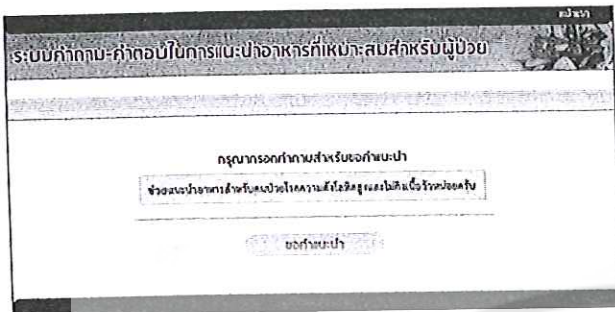 หน้าแรก
ระบบคำถาม-คำตอบในการแนะนำอาหารที่เหมาะสมสำหรับผู้ป่วย
กรุณากรอกคำถามสำหรับขอคำแนะนำ
ช่วยแนะนำอาหารสำหรับคนป่วยโรคความดังโลหิตสูงและไม่กินเนื้อวัวหน่อยครับ
ขอคำแนะนำ